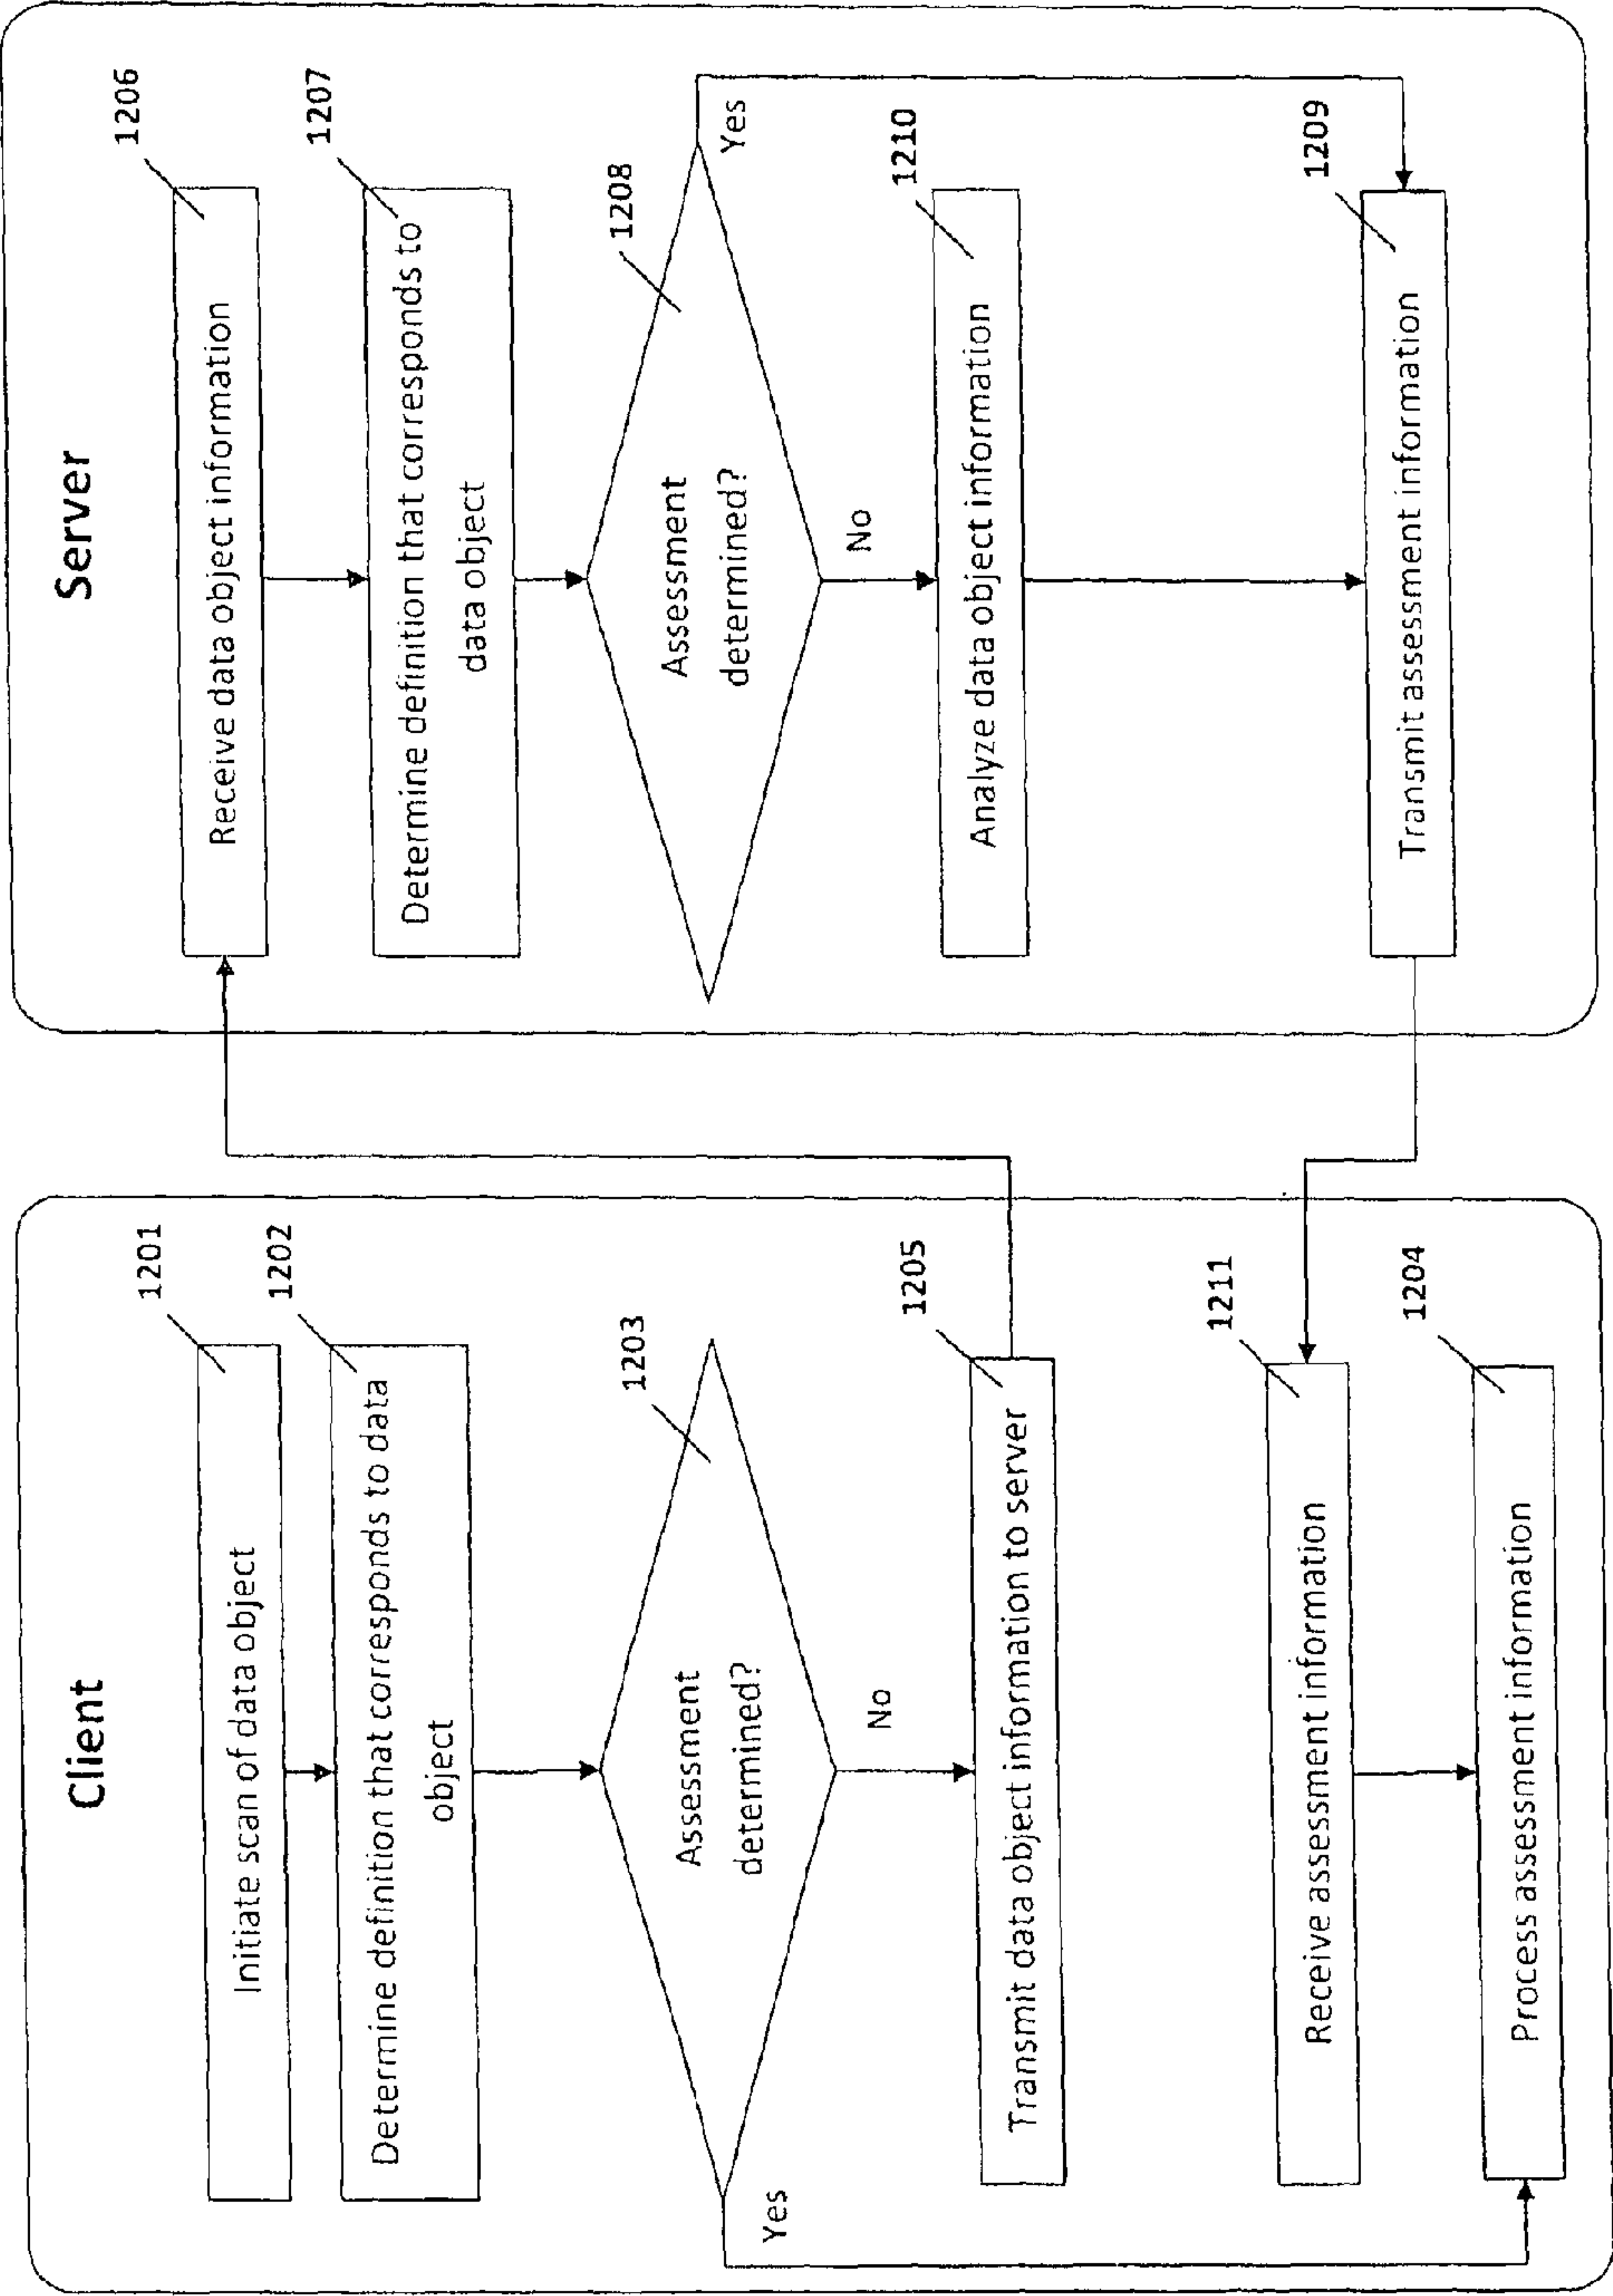 Client
1201
Initiate scan of data object
1202
Determine definition that corresponds to data
object
1203
Assessment
determined?
Yes
No
1205
Transmit data object information to server
1211
Receive assessment information
1204
Process assessment information
Server
1206
Receive data object information
1207
Determine definition that corresponds to
data object
1208
Assessment
determined?
Yes
No
1210
Analyze data object information
1209
Transmit assessment information